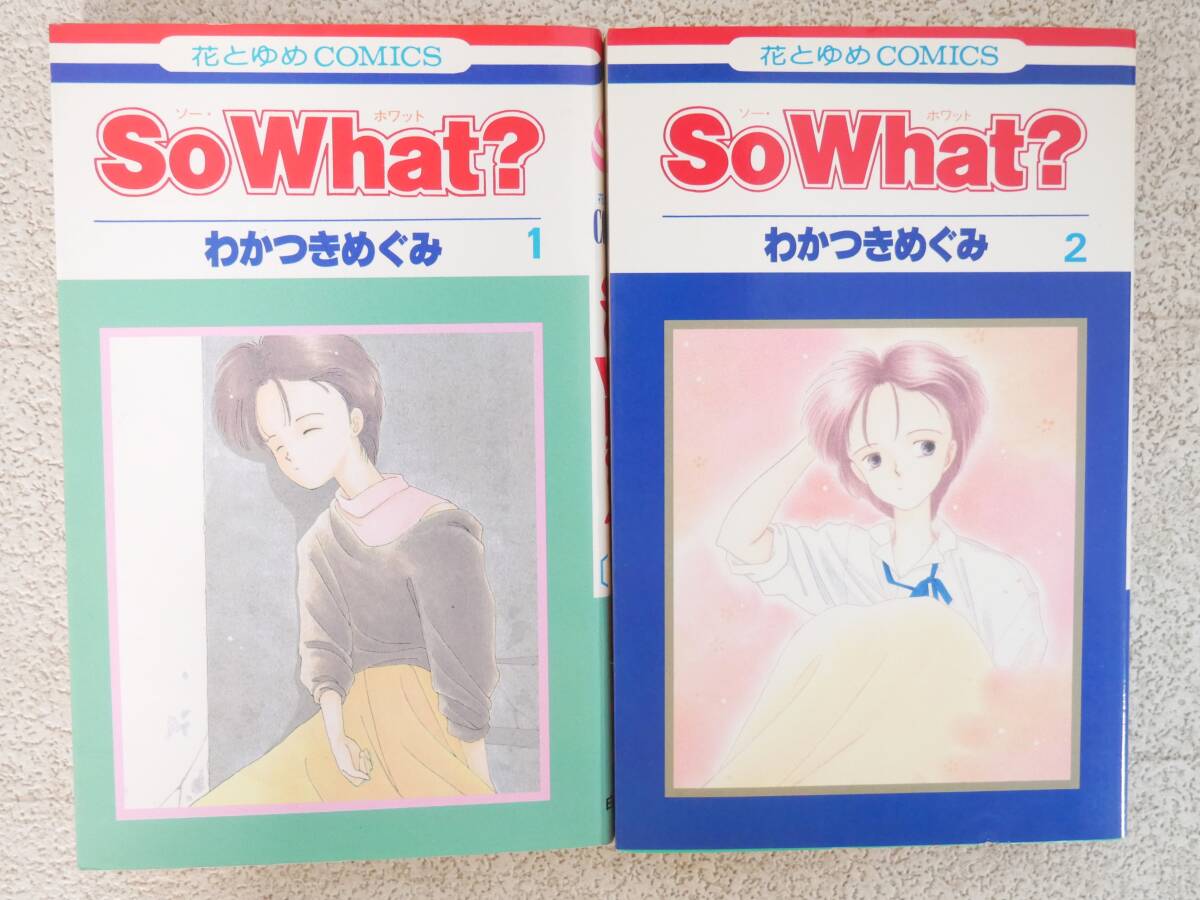 花とゆめCOMICS
ソー・ ホワット
So What?
わかつきめぐみ 1
花とゆめCOMICS
ソー・ ホワット
So What?
わかつきめぐみ 2